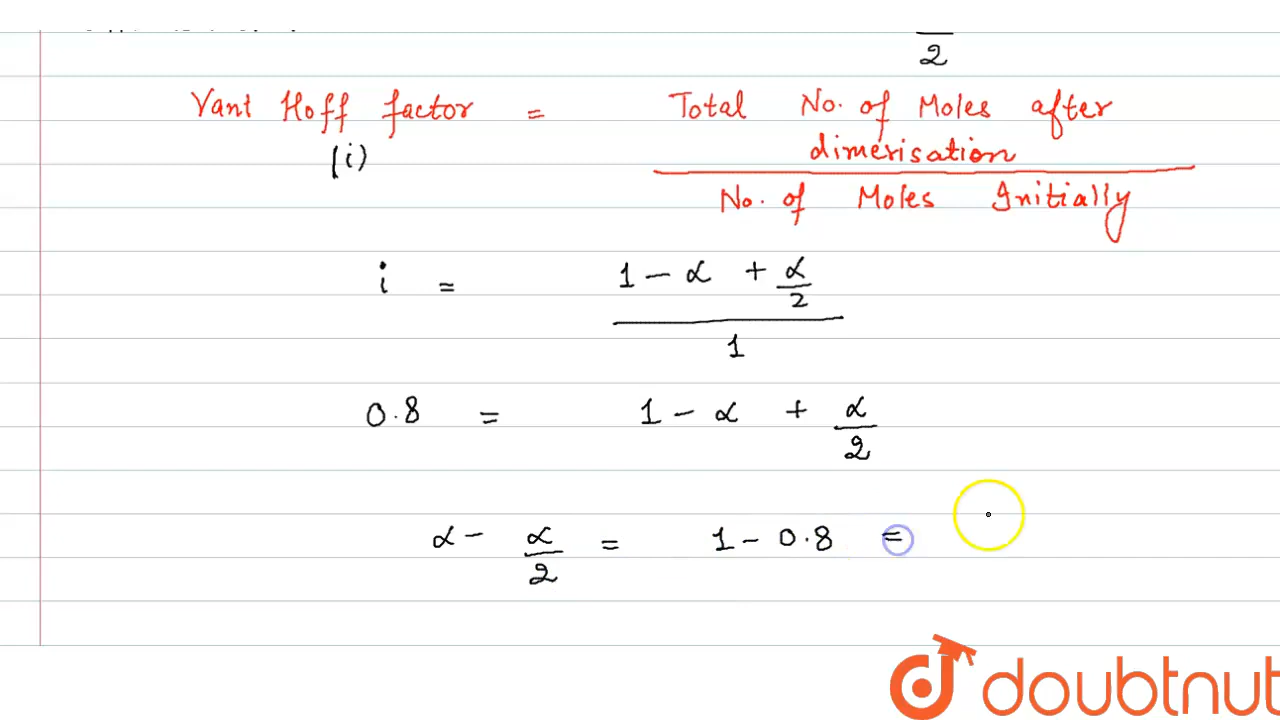 2
Vant Hoff factor = Total No. of Moles after
(i) dimerisation
No. of Moles Initially
i = 1 - α + α/2
1
0.8 = 1 - α + α/2
α - α/2 = 1 - 0.8 =
doubtnut